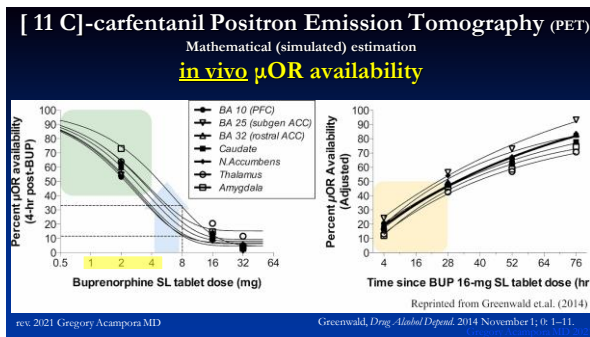 [ 11 C]-carfentanil Positron Emission Tomography (PET)
Mathematical (simulated) estimation
in vivo µOR availability
Percent µOR availability
(4-hr post-BUP)
100
90
80
70
60
50
40
30
20
10
0
0.5
1
2
4
8
16
32
64
Buprenorphine SL tablet dose (mg)
BA 10 (PFC)
BA 25 (subgen ACC)
BA 32 (rostral ACC)
Caudate
N.Accumbens
Thalamus
Amygdala
Percent µOR Availability
(Adjusted)
100
90
80
70
60
50
40
30
20
10
0
4
16
28
40
52
64
76
Time since BUP 16-mg SL tablet dose (hr
Reprinted from Greenwald et.al. (2014)
rev. 2021 Gregory Acampora MD
Greenwald, Drug Alcohol Depend. 2014 November 1; 0: 1–11.
Gregory Acampora MD 202